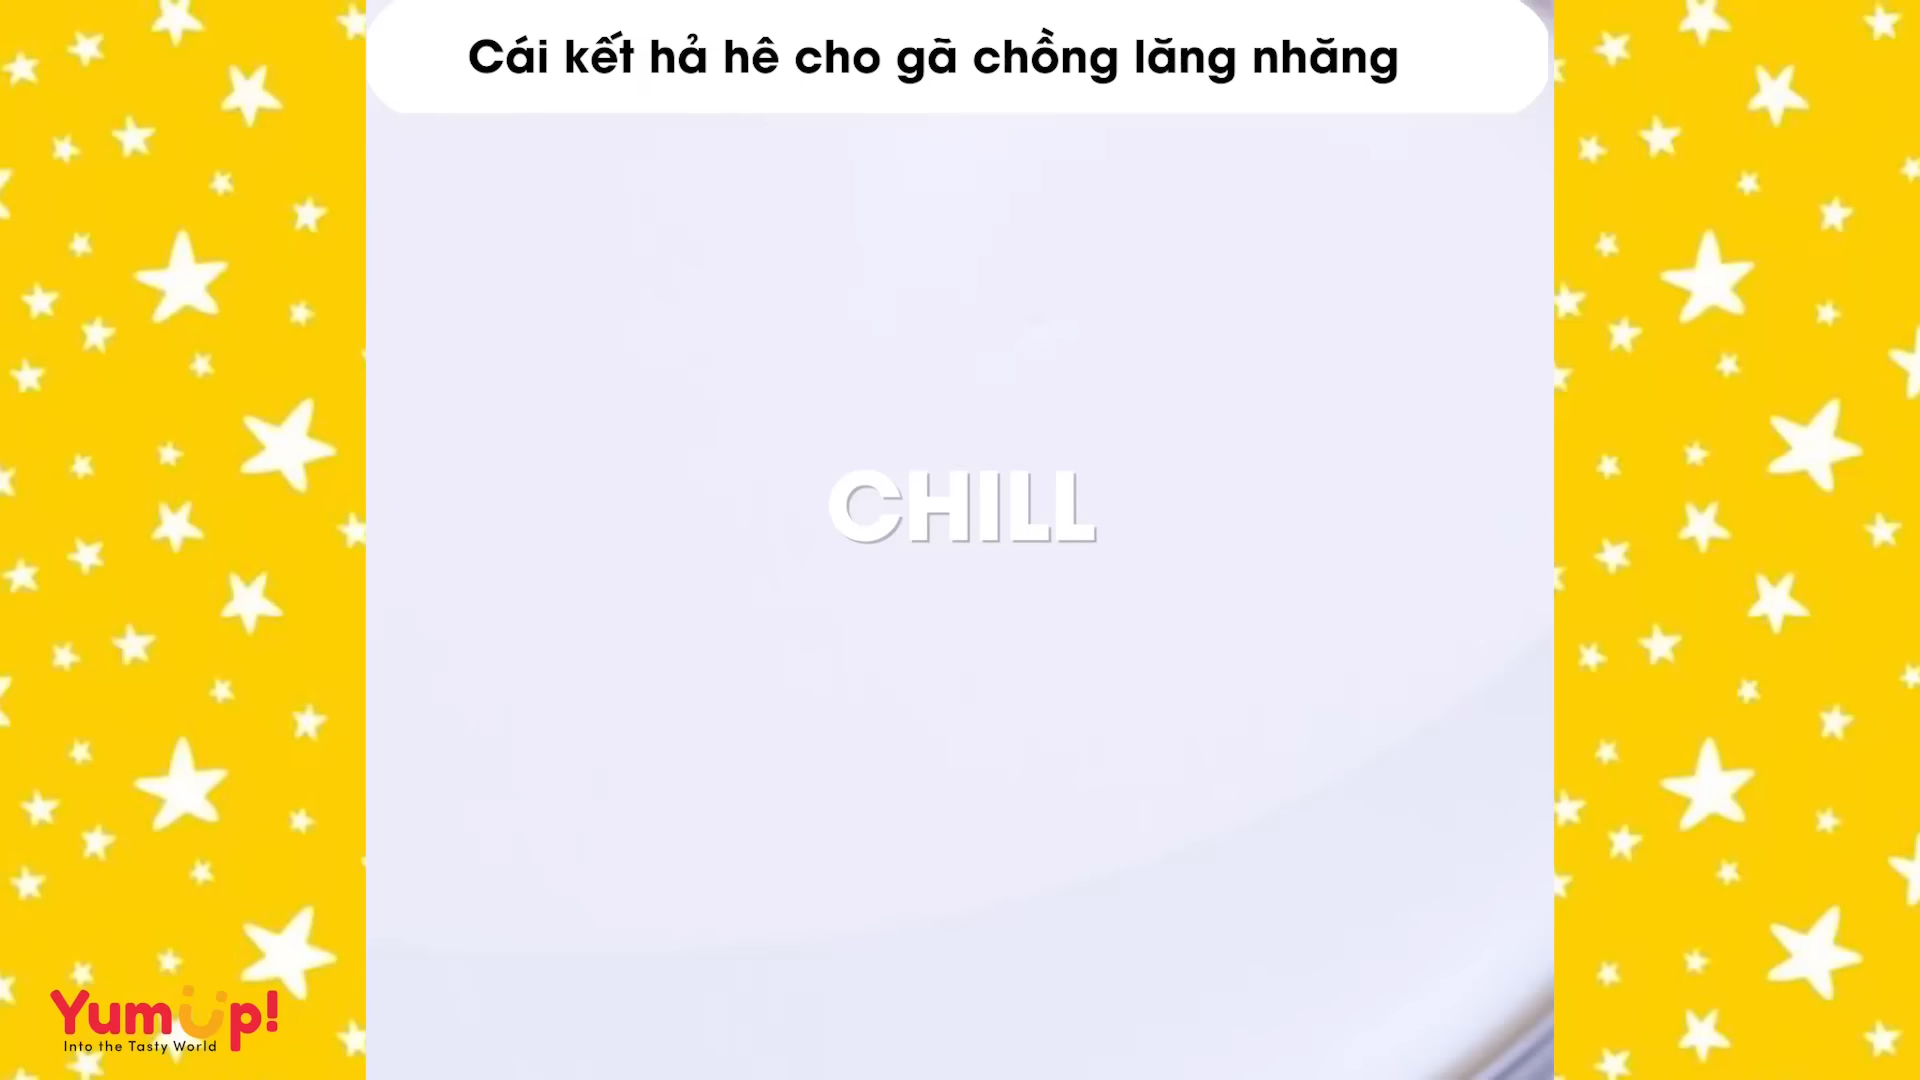 Cái kết hả hê cho gã chồng lăng nhăng
CHILL
YumUp!
Into the Tasty World